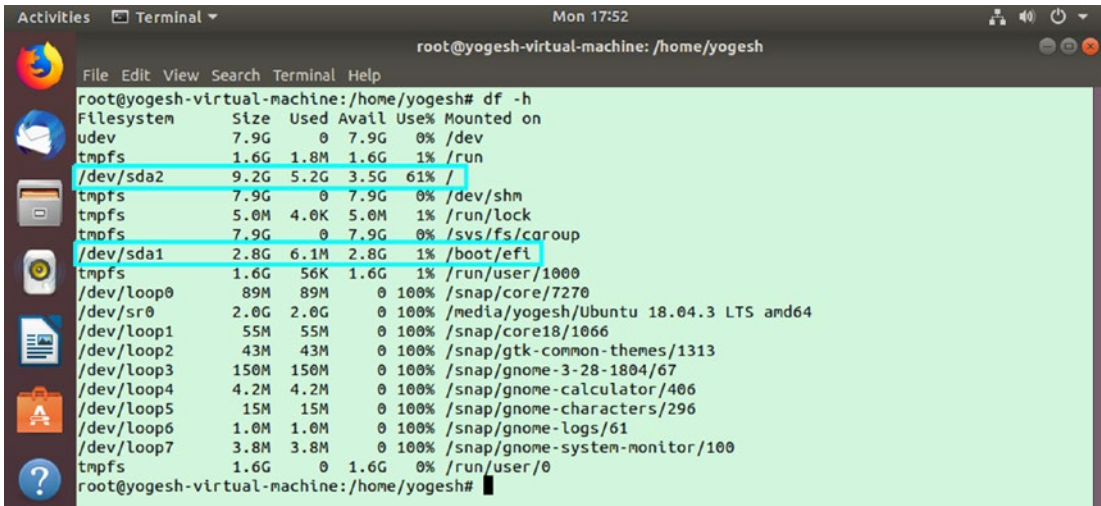 Activities Terminal Mon 17:52
root@yogesh-virtual-machine: /home/yogesh
File Edit View Search Terminal Help
root@yogesh-virtual-machine:/home/yogesh# df -h
Filesystem Size Used Avail Use% Mounted on
udev 7.9G 0 7.9G 0% /dev
tmpfs 1.6G 1.8M 1.6G 1% /run
/dev/sda2 9.2G 5.2G 3.5G 61% /
tmpfs 7.9G 0 7.9G 0% /dev/shm
tmpfs 5.0M 4.0K 5.0M 1% /run/lock
tmpfs 7.9G 0 7.9G 0% /sys/fs/cgroup
/dev/sda1 2.8G 6.1M 2.8G 1% /boot/efi
tmpfs 1.6G 56K 1.6G 1% /run/user/1000
/dev/loop0 89M 89M 0 100% /snap/core/7270
/dev/sr0 2.0G 2.0G 0 100% /media/yogesh/Ubuntu 18.04.3 LTS amd64
/dev/loop1 55M 55M 0 100% /snap/core18/1066
/dev/loop2 43M 43M 0 100% /snap/gtk-common-themes/1313
/dev/loop3 150M 150M 0 100% /snap/gnome-3-28-1804/67
/dev/loop4 4.2M 4.2M 0 100% /snap/gnome-calculator/406
/dev/loop5 15M 15M 0 100% /snap/gnome-characters/296
/dev/loop6 1.0M 1.0M 0 100% /snap/gnome-logs/61
/dev/loop7 3.8M 3.8M 0 100% /snap/gnome-system-monitor/100
tmpfs 1.6G 0 1.6G 0% /run/user/0
root@yogesh-virtual-machine:/home/yogesh#